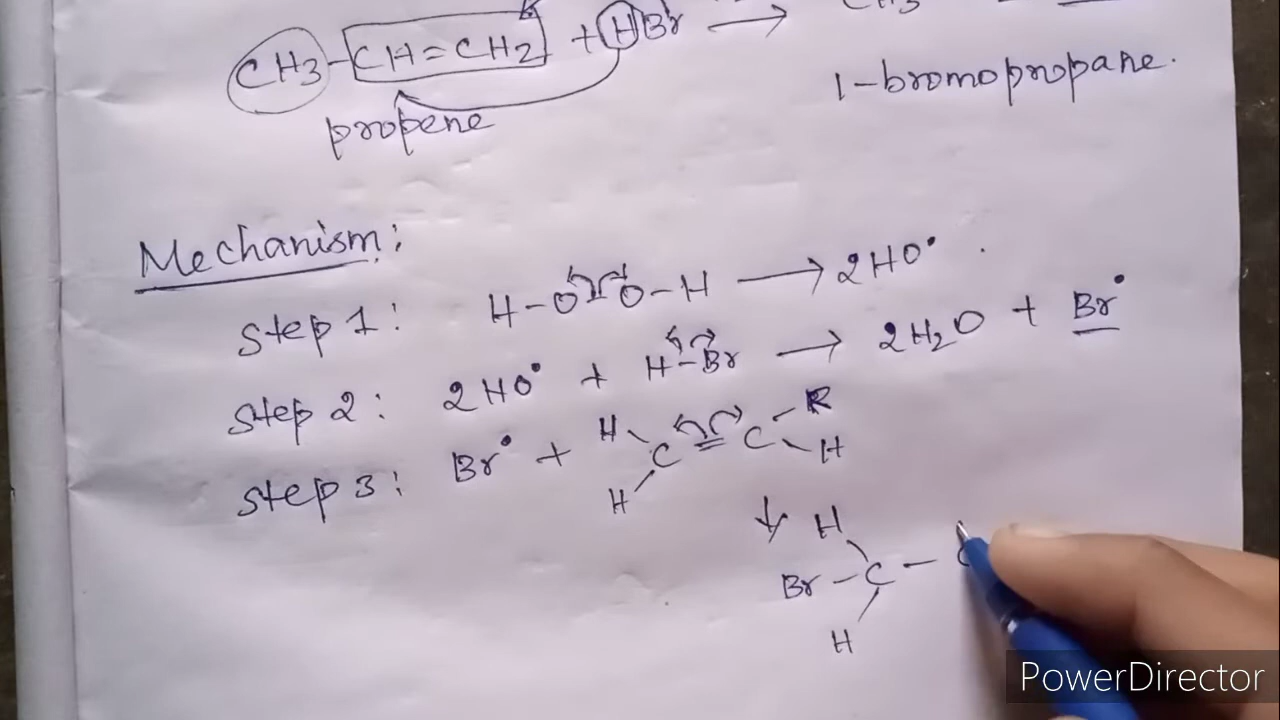 CH3-CH=CH2 + HBr → CH3
propene
1-bromopropane.
Mechanism:
Step 1: H-O-O-H → 2HO•
Step 2: 2HO• + H-Br → 2H2O + Br•
Step 3: Br• +
H R
C = C
H H
H
Br - C - C
H
PowerDirector